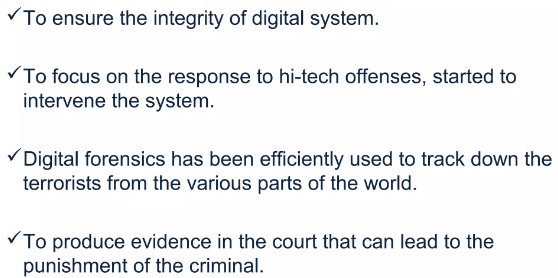 ✓To ensure the integrity of digital system.
✓To focus on the response to hi-tech offenses, started to
intervene the system.
✓Digital forensics has been efficiently used to track down the
terrorists from the various parts of the world.
✓To produce evidence in the court that can lead to the
punishment of the criminal.